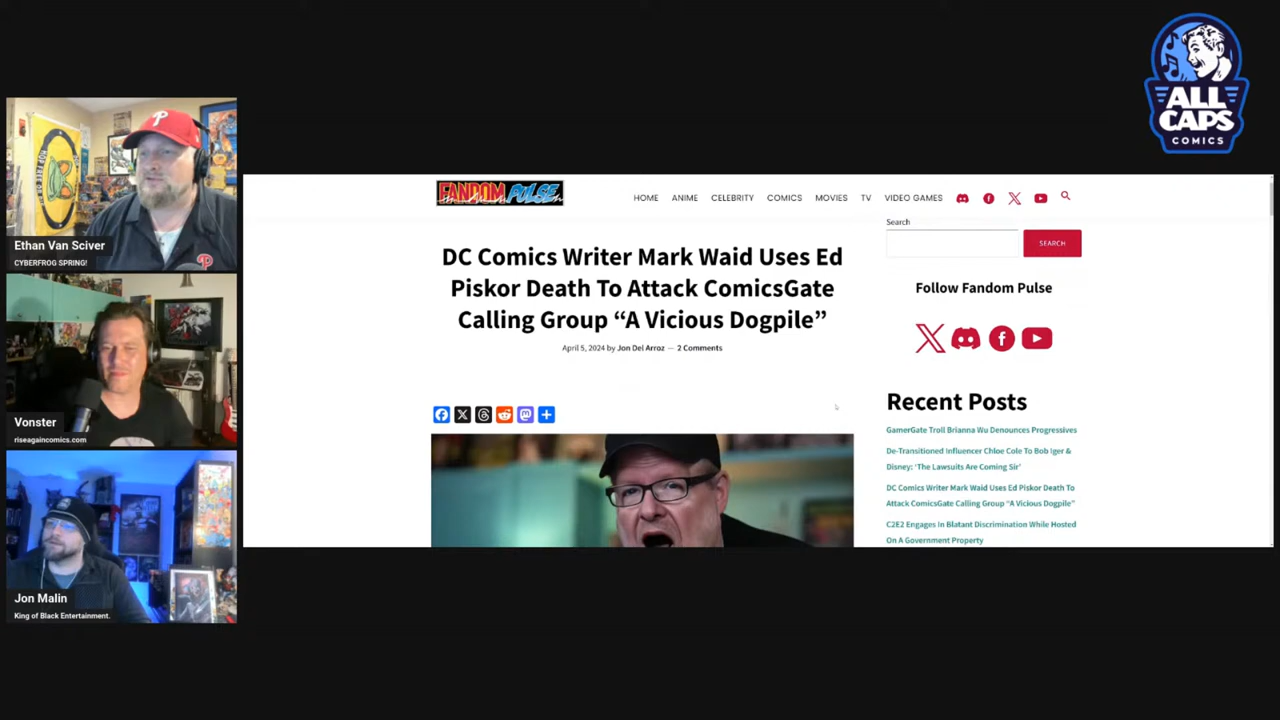 ALL
CAPS
COMICS
Ethan Van Sciver
CYBERFROG SPRING!
Vonster
riseagaincomics.com
Jon Malin
King of Black Entertainment.
FANDOM PULSE
HOME ANIME CELEBRITY COMICS MOVIES TV VIDEO GAMES
DC Comics Writer Mark Waid Uses Ed
Piskor Death To Attack ComicsGate
Calling Group “A Vicious Dogpile”
April 5, 2024 by Jon Del Arroz — 2 Comments
Search
SEARCH
Follow Fandom Pulse
Recent Posts
GamerGate Troll Brianna Wu Denounces Progressives
De-Transitioned Influencer Chloe Cole To Bob Iger &
Disney: ‘The Lawsuits Are Coming Sir’
DC Comics Writer Mark Waid Uses Ed Piskor Death To
Attack ComicsGate Calling Group “A Vicious Dogpile”
C2E2 Engages In Blatant Discrimination While Hosted
On A Government Property